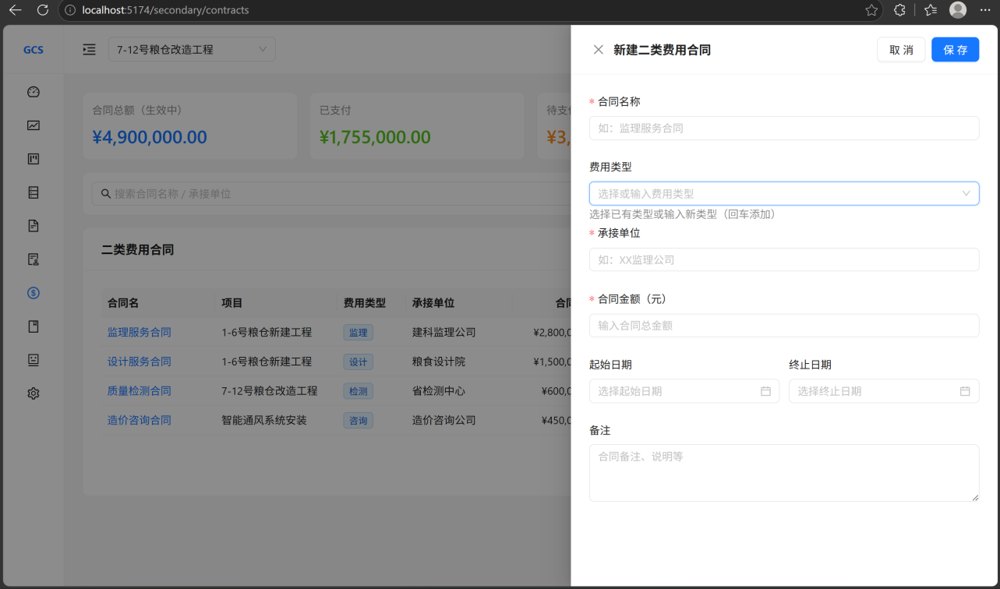 localhost:5174/secondary/contracts
GCS
7-12号粮仓改造工程
合同总额（生效中）
¥4,900,000.00
已支付
¥1,755,000.00
待支
¥3,
搜索合同名称 / 承接单位
二类费用合同
合同名 项目 费用类型 承接单位 合同
监理服务合同 1-6号粮仓新建工程 监理 建科监理公司 ¥2,800,0
设计服务合同 1-6号粮仓新建工程 设计 粮食设计院 ¥1,500,0
质量检测合同 7-12号粮仓改造工程 检测 省检测中心 ¥600,0
造价咨询合同 智能通风系统安装 咨询 造价咨询公司 ¥450,0
新建二类费用合同
取 消
保 存
* 合同名称
如：监理服务合同
费用类型
选择或输入费用类型
选择已有类型或输入新类型（回车添加）
* 承接单位
如：XX监理公司
* 合同金额（元）
输入合同总金额
起始日期 终止日期
选择起始日期 选择终止日期
备注
合同备注、说明等